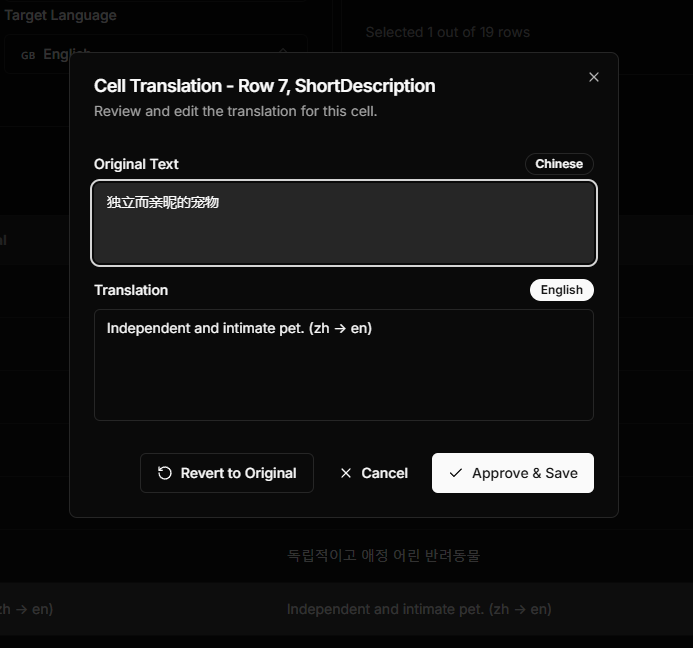 Target Language
GB English
Selected 1 out of 19 rows
Cell Translation - Row 7, ShortDescription
Review and edit the translation for this cell.
Original Text
Chinese
独立而亲昵的宠物
Translation
English
Independent and intimate pet. (zh → en)
Revert to Original
Cancel
Approve & Save
독립적이고 애정 어린 반려동물
zh → en)
Independent and intimate pet. (zh → en)